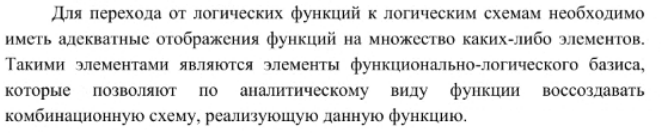 Для перехода от логических функций к логическим схемам необходимо
иметь адекватные отображения функций на множество каких-либо элементов.
Такими элементами являются элементы функционально-логического базиса,
которые позволяют по аналитическому виду функции воссоздавать
комбинационную схему, реализующую данную функцию.